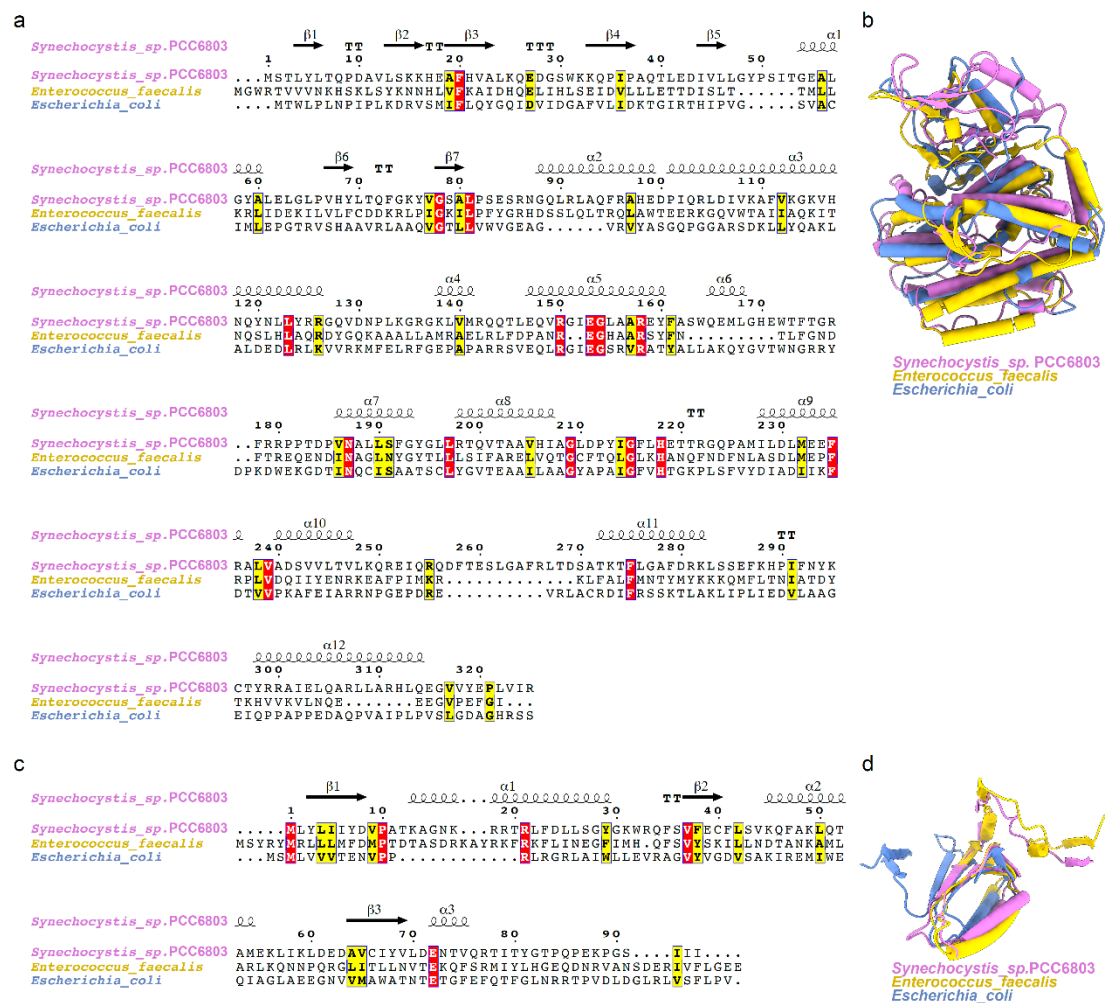 a
β1 β2 β3 β4 β5 α1
TT TT TTT
Synechocystis_sp.PCC6803
1 10 20 30 40 50
Synechocystis_sp.PCC6803 ...MSTLYLTQPDAVLSKKHEAFHVALKQEDGSWKKQPIPAQTLEDIVLLGYPSITGEAL
Enterococcus_faecalis MGWRTVVVNKHSKLSYKNNHLVFKAIDHQELIHLSEIDVLLLETTDISLT......TMLL
Escherichia_coli ....MTWLPLNPIPLKDRVSMIFLQYGQIDVIDGAFVLIDKTGIRTHIPVG.....SVAC
β6 β7 α2 α3
Synechocystis_sp.PCC6803 TT
60 70 80 90 100 110
Synechocystis_sp.PCC6803 GYALELGLPVHYLTQFGKYVGSALPSESRNGQLRLAQFRAHEDPIQRLDIVKAFVKGKVH
Enterococcus_faecalis KRLIDEKILVLFCDDKRLPIGKILPFYGRHDSSLQLTRQLAWTEERKGQVWTAIIAQKIT
Escherichia_coli IMLEPGTRVSHAAVRLAAQVGTLLVWVGEAG.....VRVYASGQPGGARSDKLLYQAKL
α4 α5 α6
Synechocystis_sp.PCC6803
120 130 140 150 160 170
Synechocystis_sp.PCC6803 NQYNLLYRRGQVDNPLKGRGKLVMRQQTLEQVRGIEGLAAREYFASWQEMLGHEWTFTGR
Enterococcus_faecalis NQSLHLAQRDYGQKAAALLAMRAELRLFDPANR..EGHAARSYFN.....TLFGND
Escherichia_coli ALDEDLRLKVVRKMFELRFGEPAPARRSVEQLRGIEGSRVRATYALLAKQYGVTWNGRRY
α7 α8 α9
Synechocystis_sp.PCC6803 TT
180 190 200 210 220 230
Synechocystis_sp.PCC6803 ..FRRPPTDPVNALLSFGYGLLRTQVTAAVHIAGLDPYIGFLHETTRGQPAMILDLMEEF
Enterococcus_faecalis ..FTREQENDINAGLNYGYTLLLSIFARELVQTGCFTQLGLKHANQFNDFNLASDLMEPF
Escherichia_coli DPKDWEKGDTINQCISAATSCLYGVTEAAILAAGYAPAIGFVHTGKPLSFVYDIADIIKF
α10 α11
Synechocystis_sp.PCC6803 TT
240 250 260 270 280 290
Synechocystis_sp.PCC6803 RALVADSVVLTVLKQREIQRQDFTESLGAFRLTDSATKTFLGAFDRKLSSEFKHPIFNYK
Enterococcus_faecalis RPLVDQIIYENRKEAFPIMKR...............KLFALFMNTYMYKKKQMFLTNIATDY
Escherichia_coli DTVVPKAFEIARRNPGEPDRE...........VRLACRDIFRSSKTLAKLIPLIEDVLAAG
α12
Synechocystis_sp.PCC6803
300 310 320
Synechocystis_sp.PCC6803 CTYRRAIELQARLLARHLQEGVVYEPLVIR
Enterococcus_faecalis TKHVVKVLNQE.......EEGVPEFGI...
Escherichia_coli EIQPPAPPEDAQPVAIPLPVSLGDAGHRSS
b
Synechocystis_sp. PCC6803
Enterococcus_faecalis
Escherichia_coli
c
β1 α1 β2 α2
Synechocystis_sp.PCC6803 TT
1 10 20 30 40 50
Synechocystis_sp.PCC6803 .....MLYLIIYDVPATKAGNK...RRTRLFDLLSGYGKWRQFSVFECFLSVKQFAKLQT
Enterococcus_faecalis MSYRYMRLLLMFDMPTDTASDRKAYRKFRKFLINEGFIMH.QFSVYSKILLNDTANKAML
Escherichia_coli ...MSMLVVVTENVPP..........RLRGRLAIWLLEVRAGVYVGDVSAKIREMIWE
β3 α3
Synechocystis_sp.PCC6803
60 70 80 90
Synechocystis_sp.PCC6803 AMEKLIKLDEDAVCIYVLDENTVQRTITYGTPQPEKPGS....III..
Enterococcus_faecalis ARLKQNNPQRGLITLLNVTEKQFSRMIYLHGEQDNRVANSDERIVFLGEE
Escherichia_coli QIAGLAEEGNVVMAWATNTETGFEFQTFGLNRRTPVDLDGLRLVSFLPV.
d
Synechocystis_sp.PCC6803
Enterococcus_faecalis
Escherichia_coli